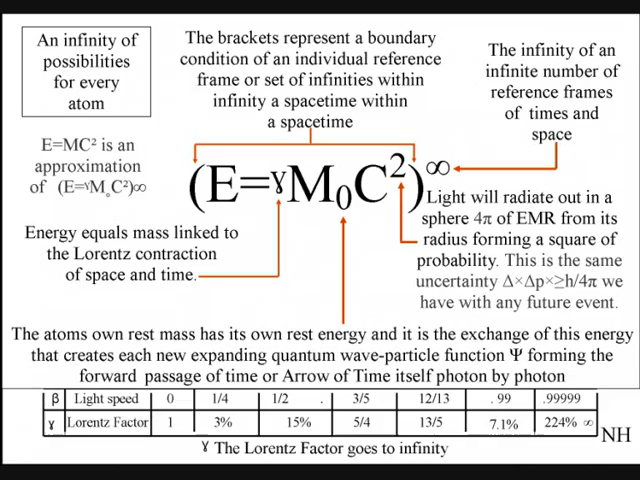 An infinity of
possibilities
for every
atom
The brackets represent a boundary
condition of an individual reference
frame or set of infinities within
infinity a spacetime within
a spacetime
The infinity of an
infinite number of
reference frames
of times and
space
E=MC² is an
approximation
of (E=ᵞM˳C²)∞
(E=ɣM₀C²)∞
Energy equals mass linked to
the Lorentz contraction
of space and time.
Light will radiate out in a
sphere 4π of EMR from its
radius forming a square of
probability. This is the same
uncertainty Δ×Δp×≥h/4π we
have with any future event.
The atoms own rest mass has its own rest energy and it is the exchange of this energy
that creates each new expanding quantum wave-particle function Ψ forming the
forward passage of time or Arrow of Time itself photon by photon
β Light speed 0 1/4 1/2 . 3/5 12/13 . 99 .99999
ɣ Lorentz Factor 1 3% 15% 5/4 13/5 7.1% 224% ∞
ɣ The Lorentz Factor goes to infinity
NH